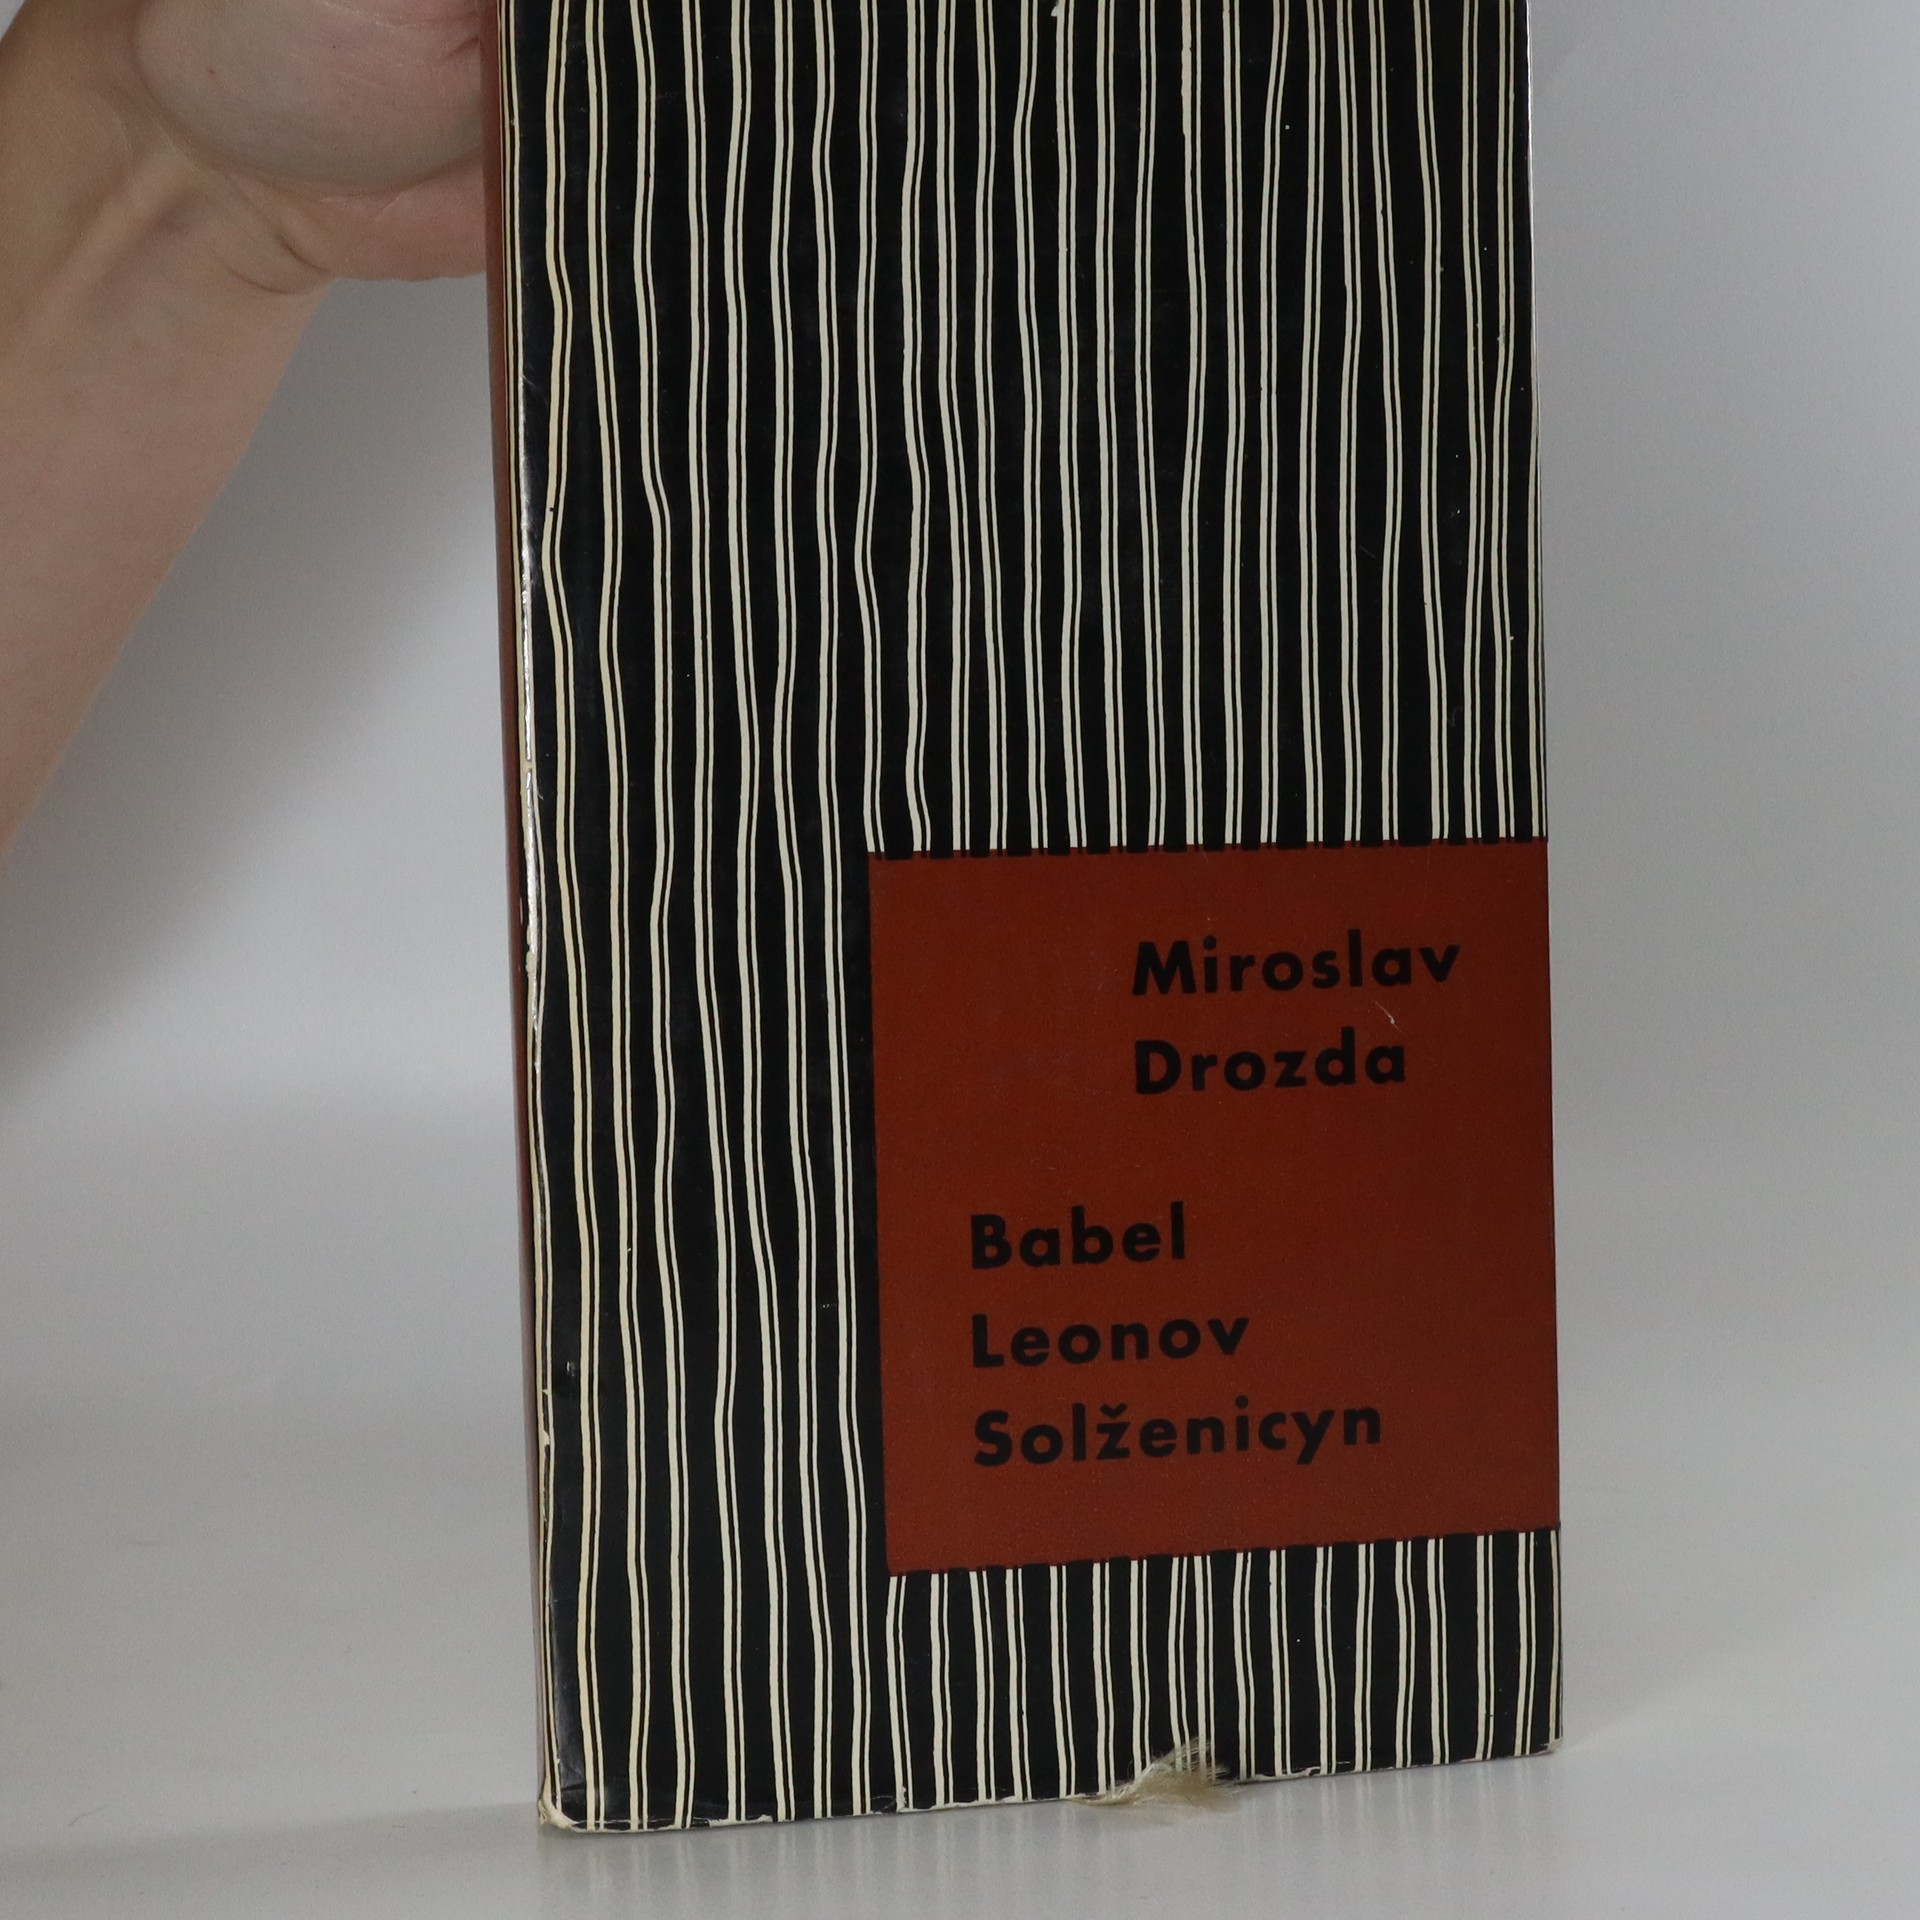 Miroslav
Drozda
Babel
Leonov
Solženicyn